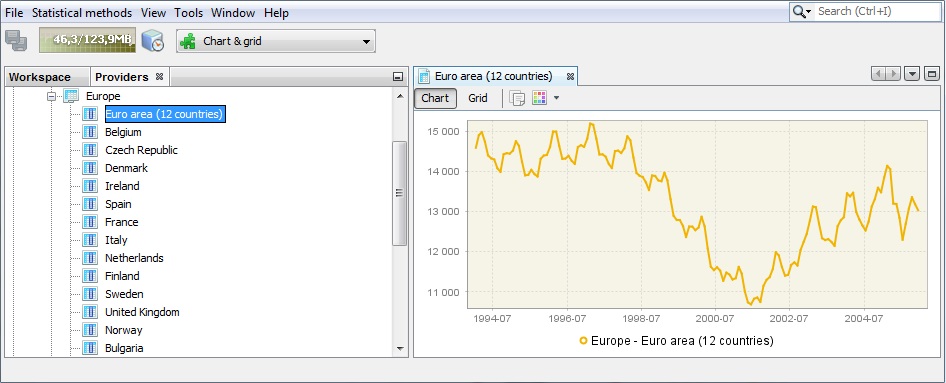 File Statistical methods View Tools Window Help Search (Ctrl+I)
46,3/123,9MB Chart & grid
Workspace Providers
Europe
Euro area (12 countries)
Belgium
Czech Republic
Denmark
Ireland
Spain
France
Italy
Netherlands
Finland
Sweden
United Kingdom
Norway
Bulgaria
Euro area (12 countries)
Chart Grid
15 000
14 000
13 000
12 000
11 000
1994-07 1996-07 1998-07 2000-07 2002-07 2004-07
Europe - Euro area (12 countries)